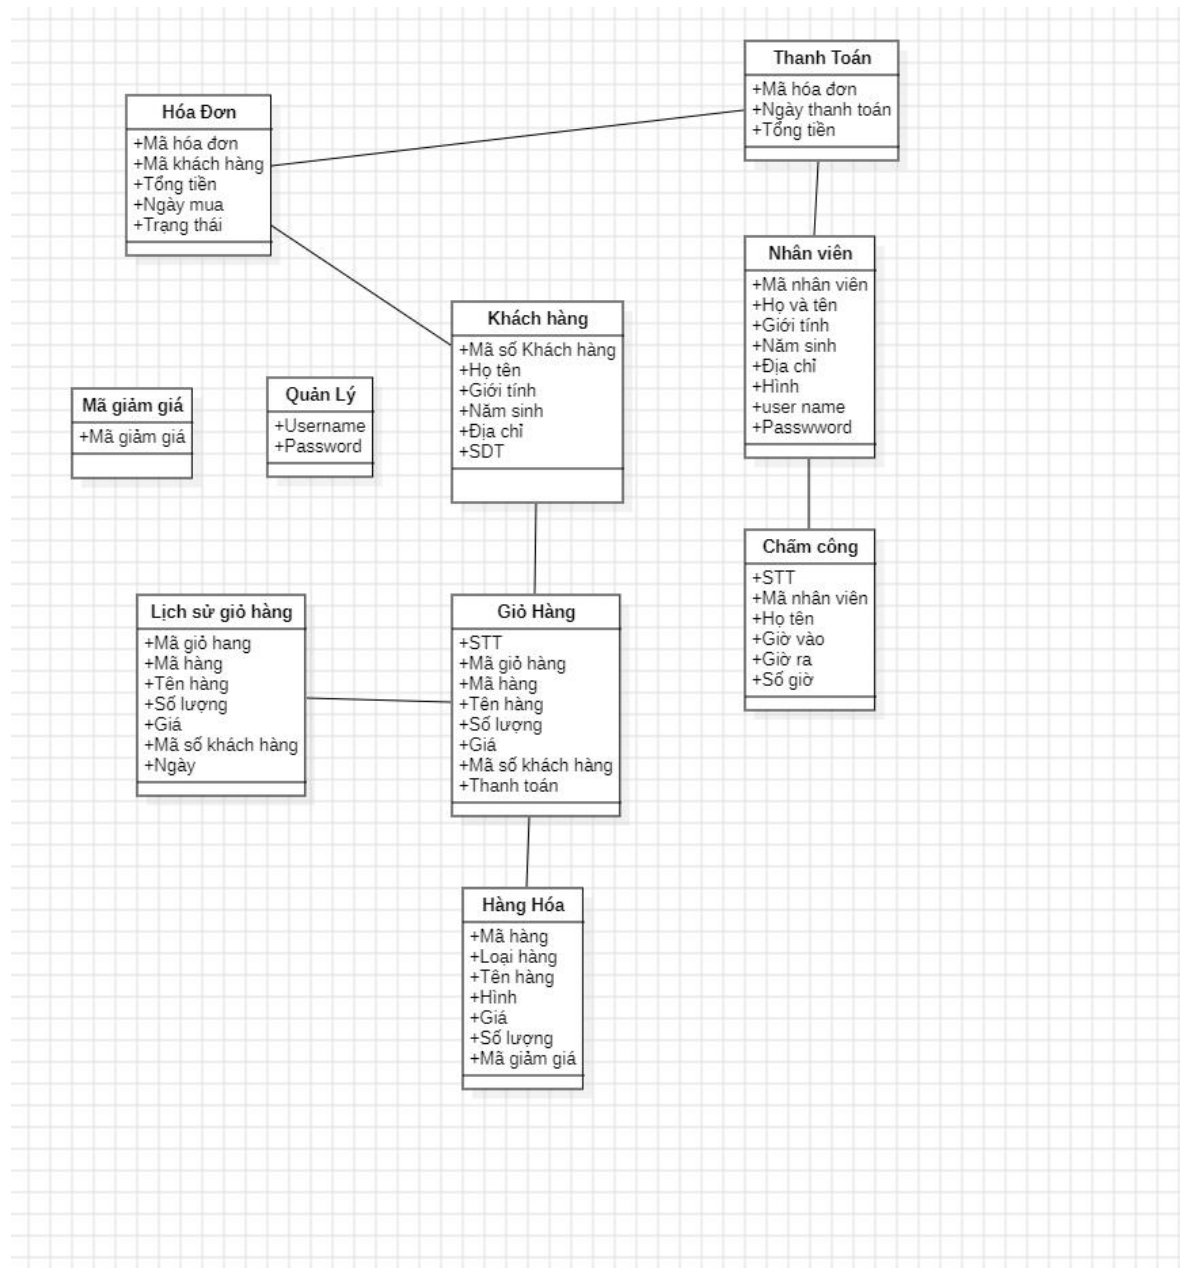 Thanh Toán
+Mã hóa đơn
+Ngày thanh toán
+Tổng tiền
Hóa Đơn
+Mã hóa đơn
+Mã khách hàng
+Tổng tiền
+Ngày mua
+Trạng thái
Nhân viên
+Mã nhân viên
+Họ và tên
+Giới tính
+Năm sinh
+Địa chỉ
+Hình
+user name
+Passwword
Khách hàng
+Mã số Khách hàng
+Họ tên
+Giới tính
+Năm sinh
+Địa chỉ
+SDT
Mã giảm giá
+Mã giảm giá
Quản Lý
+Username
+Password
Chấm công
+STT
+Mã nhân viên
+Họ tên
+Giờ vào
+Giờ ra
+Số giờ
Lịch sử giỏ hàng
+Mã giỏ hang
+Mã hàng
+Tên hàng
+Số lượng
+Giá
+Mã số khách hàng
+Ngày
Giỏ Hàng
+STT
+Mã giỏ hàng
+Mã hàng
+Tên hàng
+Số lượng
+Giá
+Mã số khách hàng
+Thanh toán
Hàng Hóa
+Mã hàng
+Loại hàng
+Tên hàng
+Hình
+Giá
+Số lượng
+Mã giảm giá